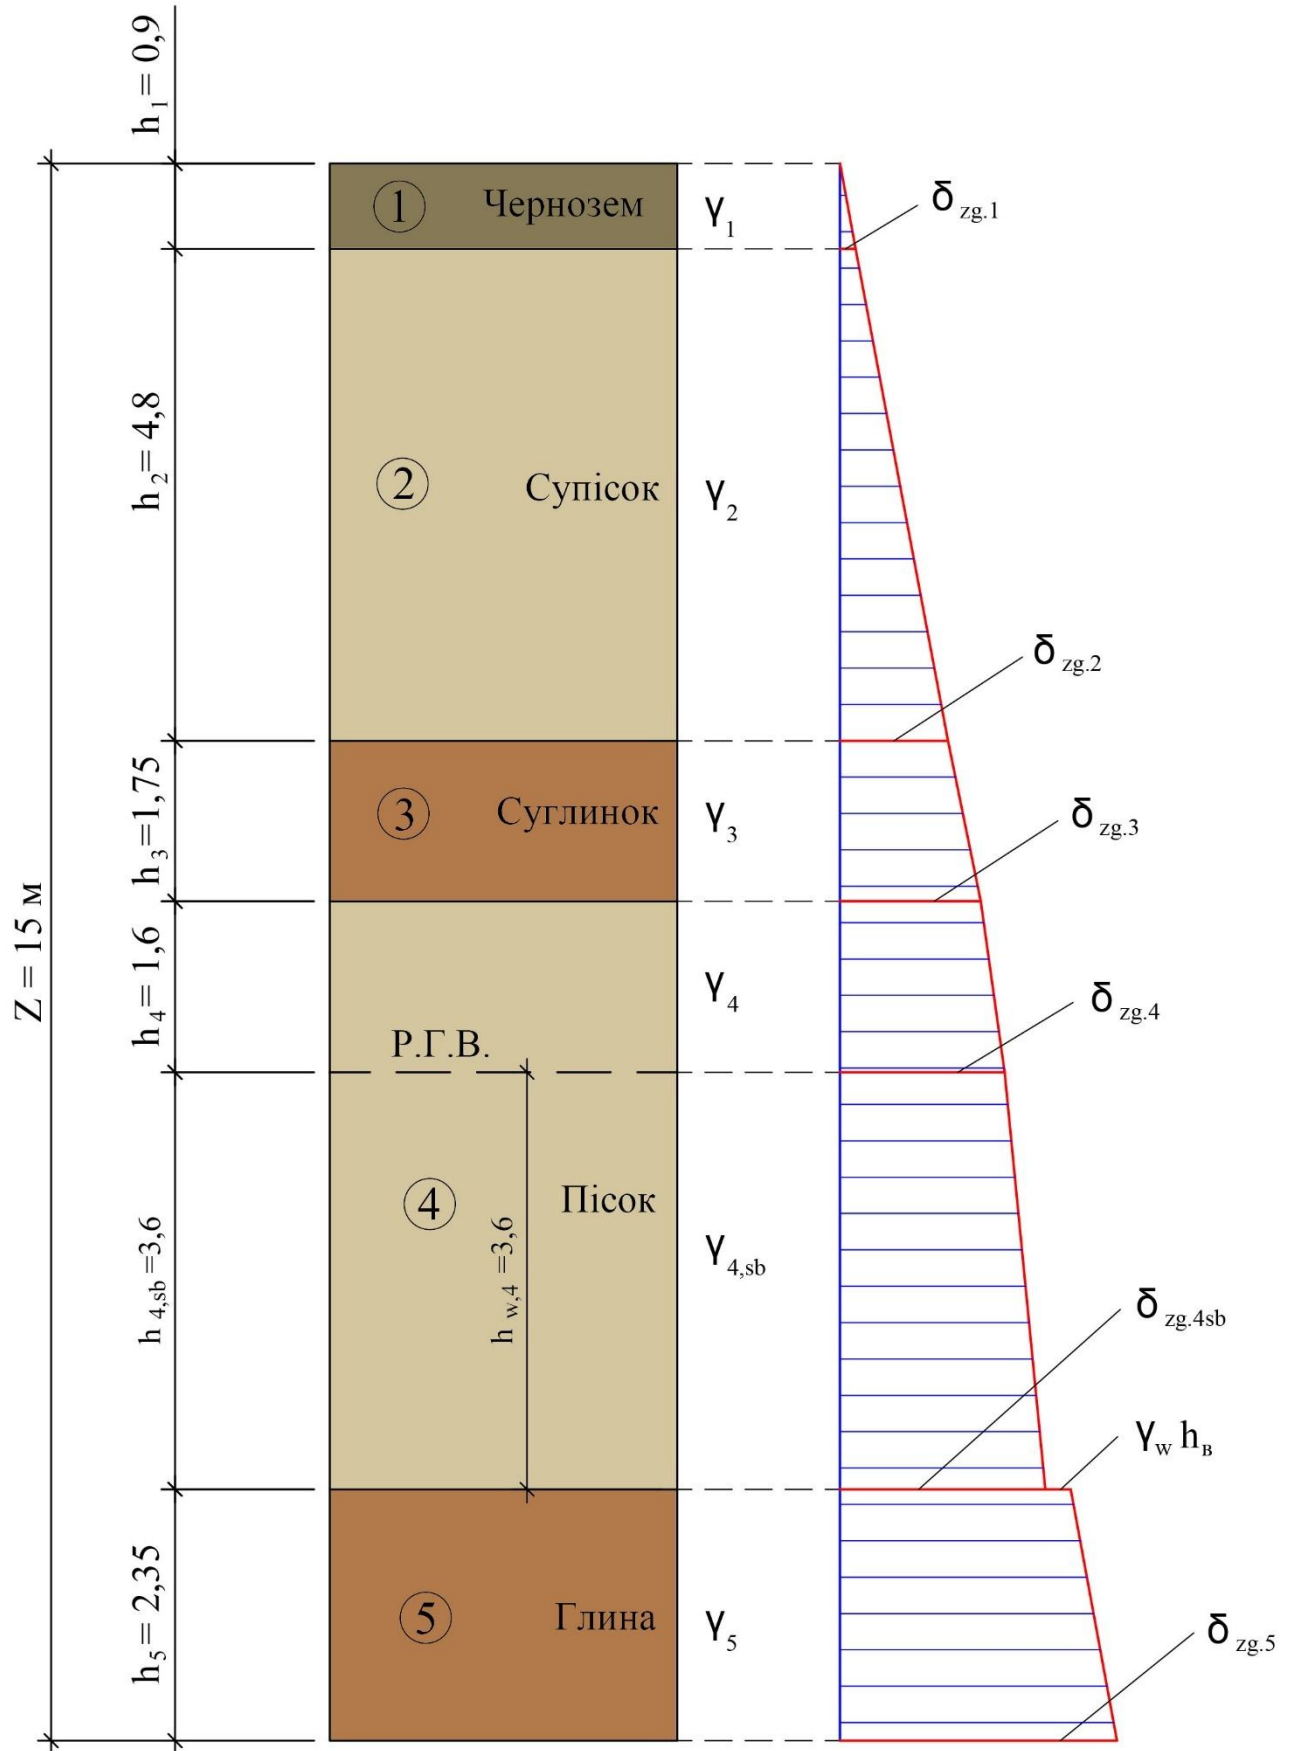 h₁ = 0,9
① Чернозем
γ₁
δ zg.1
h₂ = 4,8
② Супісок
γ₂
δ zg.2
h₃ =1,75
③ Суглинок
γ₃
δ zg.3
Z = 15 м
h₄ = 1,6
γ₄
δ zg.4
Р.Г.В.
h 4,sb =3,6
④ Пісок
h w,4 =3,6
γ 4,sb
δ zg.4sb
γw hв
h₅ = 2,35
⑤ Глина
γ₅
δ zg.5